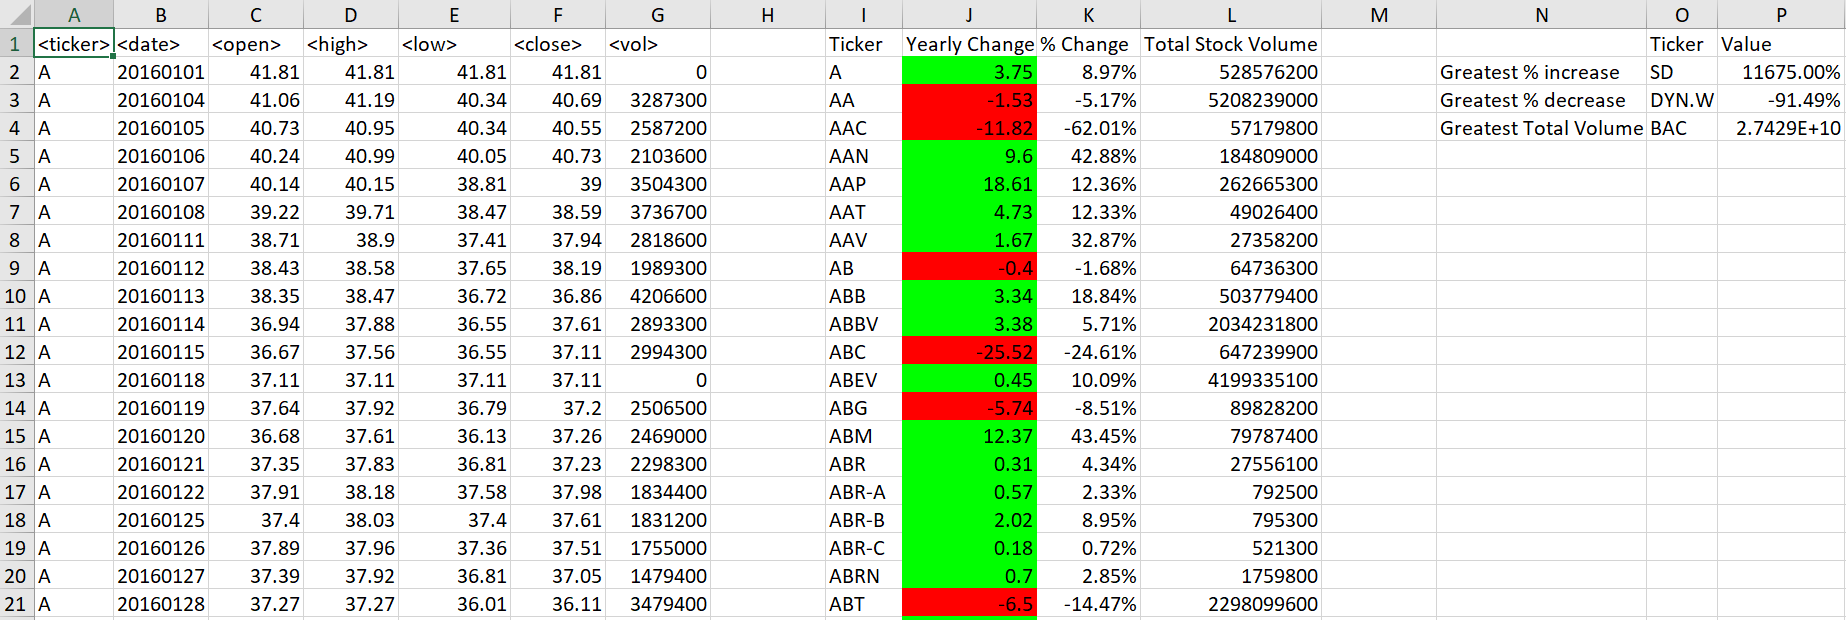 A B C D E F G H I J K L M N O P
1 <ticker> <date> <open> <high> <low> <close> <vol> Ticker Yearly Change % Change Total Stock Volume Ticker Value
2 A 20160101 41.81 41.81 41.81 41.81 0 A 3.75 8.97% 528576200 Greatest % increase SD 11675.00%
3 A 20160104 41.06 41.19 40.34 40.69 3287300 AA -1.53 -5.17% 5208239000 Greatest % decrease DYN.W -91.49%
4 A 20160105 40.73 40.95 40.34 40.55 2587200 AAC -11.82 -62.01% 57179800 Greatest Total Volume BAC 2.7429E+10
5 A 20160106 40.24 40.99 40.05 40.73 2103600 AAN 9.6 42.88% 184809000
6 A 20160107 40.14 40.15 38.81 39 3504300 AAP 18.61 12.36% 262665300
7 A 20160108 39.22 39.71 38.47 38.59 3736700 AAT 4.73 12.33% 49026400
8 A 20160111 38.71 38.9 37.41 37.94 2818600 AAV 1.67 32.87% 27358200
9 A 20160112 38.43 38.58 37.65 38.19 1989300 AB -0.4 -1.68% 64736300
10 A 20160113 38.35 38.47 36.72 36.86 4206600 ABB 3.34 18.84% 503779400
11 A 20160114 36.94 37.88 36.55 37.61 2893300 ABBV 3.38 5.71% 2034231800
12 A 20160115 36.67 37.56 36.55 37.11 2994300 ABC -25.52 -24.61% 647239900
13 A 20160118 37.11 37.11 37.11 37.11 0 ABEV 0.45 10.09% 4199335100
14 A 20160119 37.64 37.92 36.79 37.2 2506500 ABG -5.74 -8.51% 89828200
15 A 20160120 36.68 37.61 36.13 37.26 2469000 ABM 12.37 43.45% 79787400
16 A 20160121 37.35 37.83 36.81 37.23 2298300 ABR 0.31 4.34% 27556100
17 A 20160122 37.91 38.18 37.58 37.98 1834400 ABR-A 0.57 2.33% 792500
18 A 20160125 37.4 38.03 37.4 37.61 1831200 ABR-B 2.02 8.95% 795300
19 A 20160126 37.89 37.96 37.36 37.51 1755000 ABR-C 0.18 0.72% 521300
20 A 20160127 37.39 37.92 36.81 37.05 1479400 ABRN 0.7 2.85% 1759800
21 A 20160128 37.27 37.27 36.01 36.11 3479400 ABT -6.5 -14.47% 2298099600